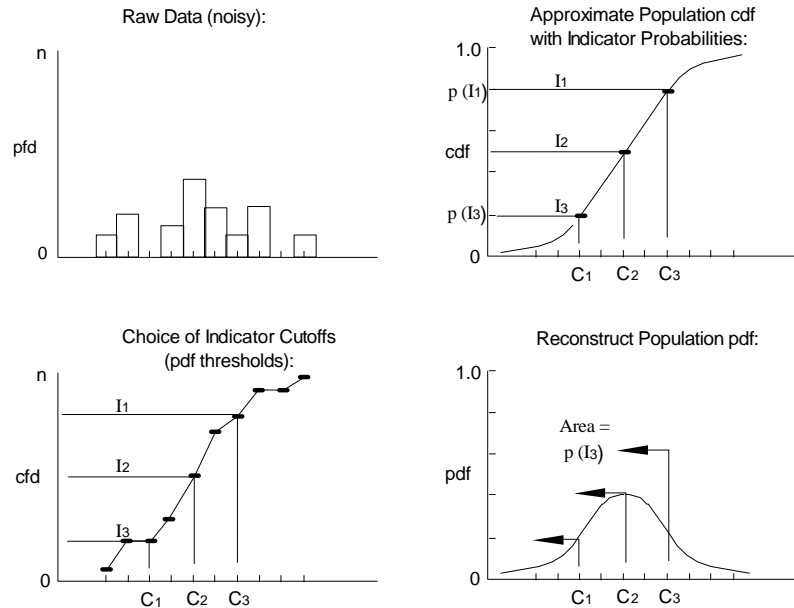 Raw Data (noisy):
n
pfd
0
Approximate Population cdf
with Indicator Probabilities:
1.0
p (I1)
I1
cdf
I2
p (I3)
I3
0
C1 C2 C3
Choice of Indicator Cutoffs
(pdf thresholds):
n
I1
cfd
I2
I3
0
C1 C2 C3
Reconstruct Population pdf:
1.0
Area =
p (I3)
pdf
0
C1 C2 C3